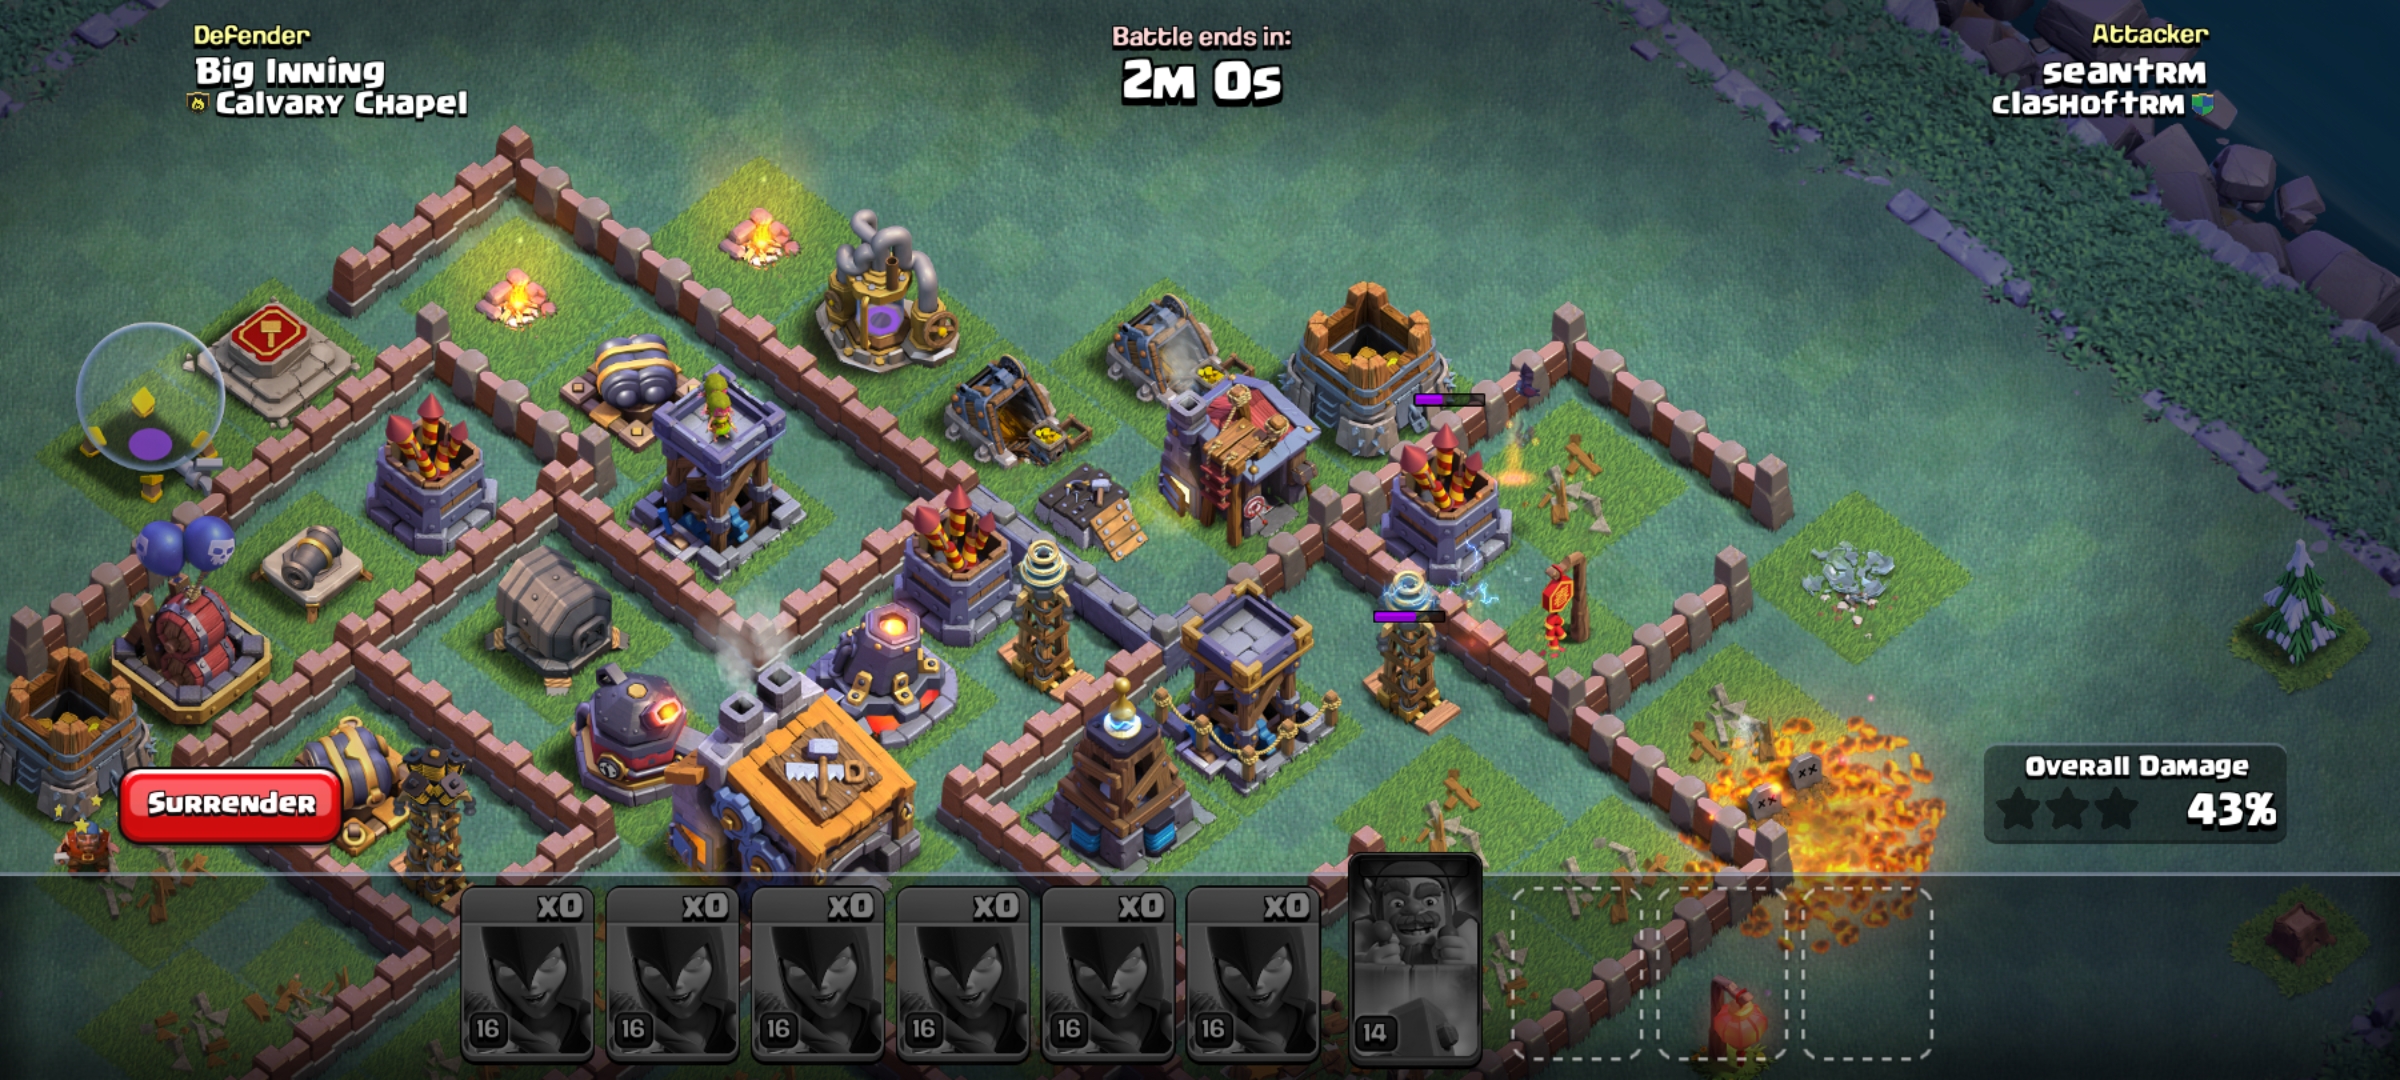 Defender
Big Inning
Calvary Chapel
Battle ends in:
2m 0s
Attacker
seantrm
clashoftrm
Surrender
Overall Damage
43%
x0
x0
x0
x0
x0
x0
16
16
16
16
16
16
14